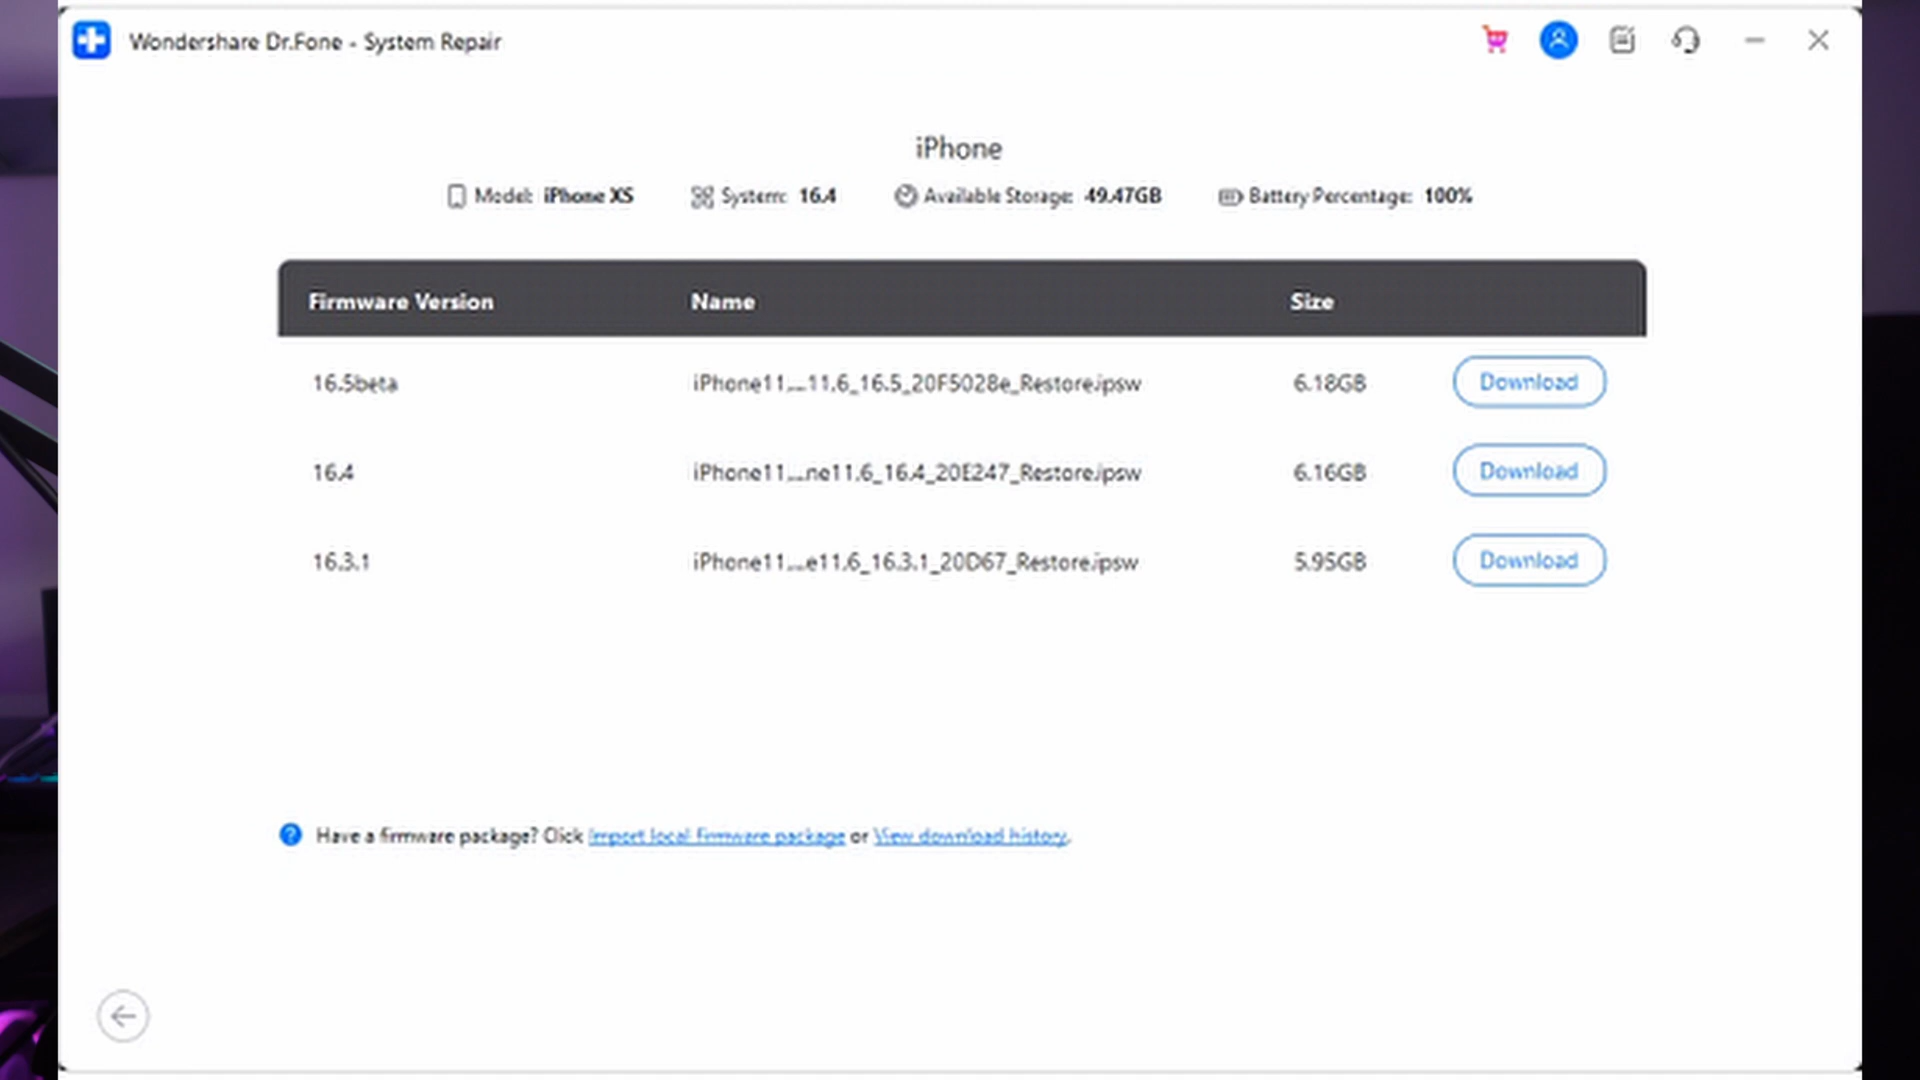 Wondershare Dr.Fone - System Repair
iPhone
Model: iPhone XS System: 16.4 Available Storage: 49.47GB Battery Percentage: 100%
Firmware Version Name Size
16.5beta iPhone11,...11,6_16.5_20F5028e_Restore.ipsw 6.18GB Download
16.4 iPhone11,...ne11,6_16.4_20E247_Restore.ipsw 6.16GB Download
16.3.1 iPhone11,...e11,6_16.3.1_20D67_Restore.ipsw 5.95GB Download
Have a firmware package? Click Import local firmware package or View download history.